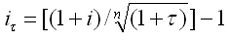 i_τ = [(1 + i) / ⁿ√(1 + τ)] − 1